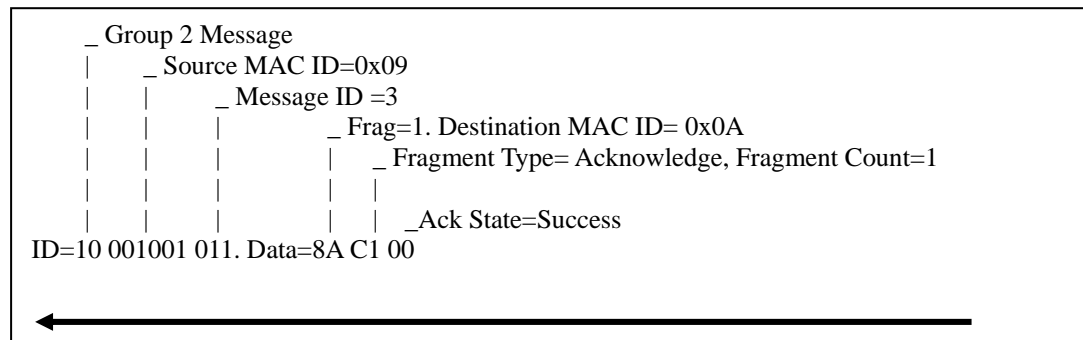 _ Group 2 Message
| _ Source MAC ID=0x09
| | _ Message ID =3
| | | _ Frag=1. Destination MAC ID= 0x0A
| | | | _ Fragment Type= Acknowledge, Fragment Count=1
| | | | |
| | | | | _Ack State=Success
ID=10 001001 011. Data=8A C1 00